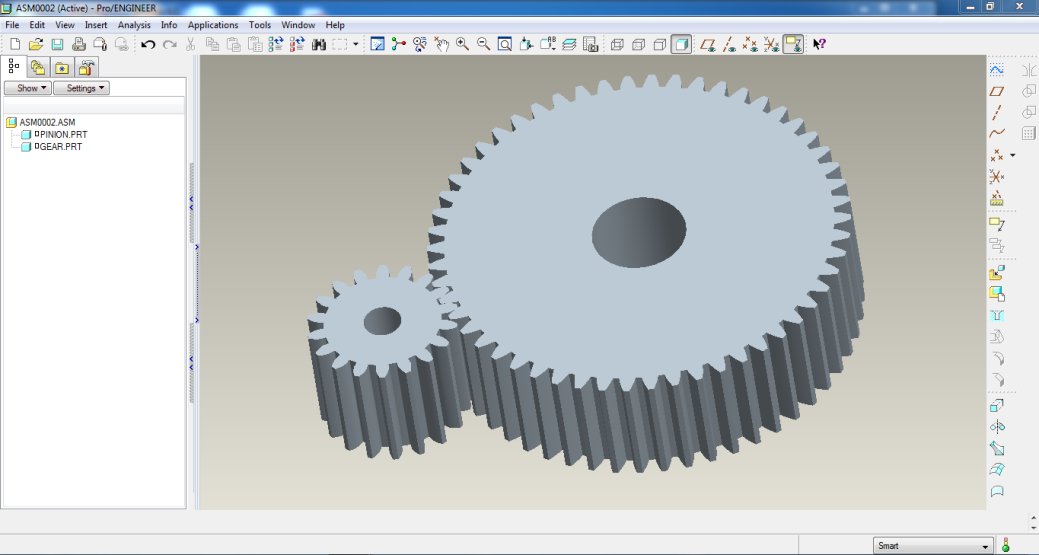 ASM0002 (Active) - Pro/ENGINEER
File Edit View Insert Analysis Info Applications Tools Window Help
Show Settings
ASM0002.ASM
PINION.PRT
GEAR.PRT
Smart